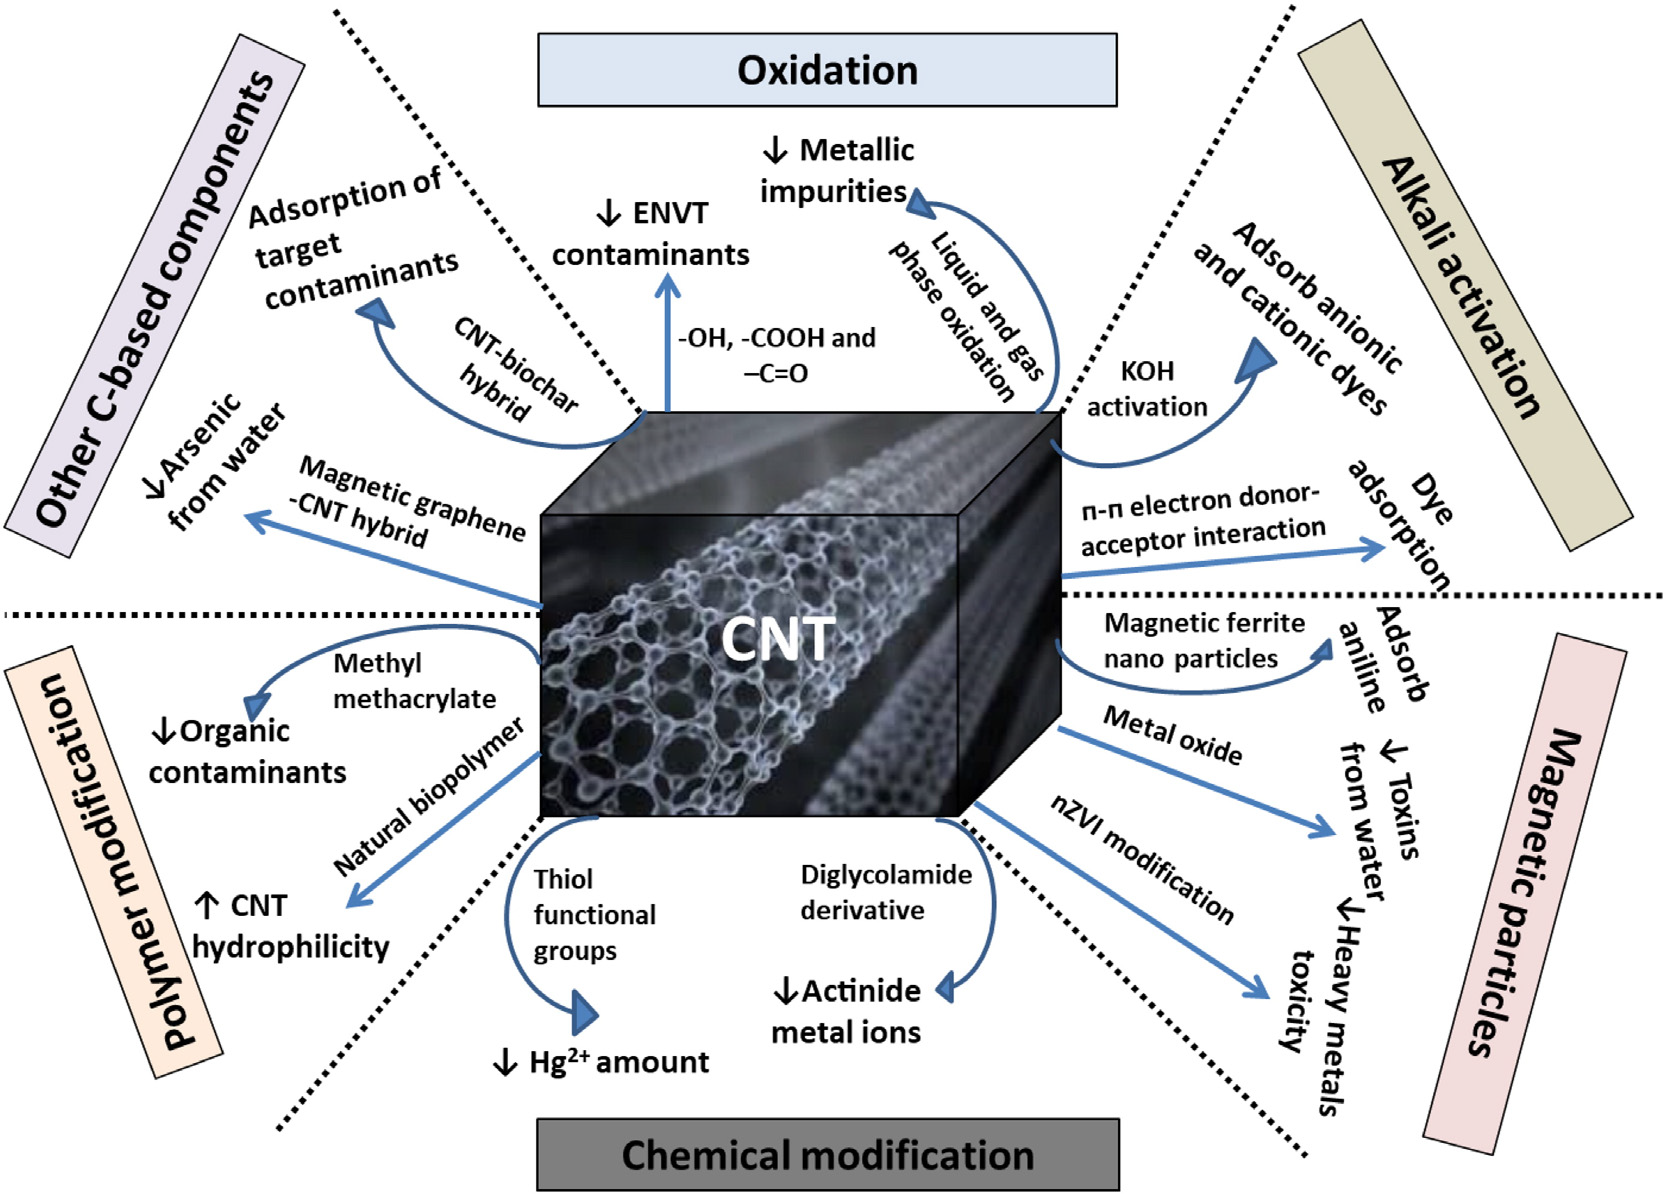 Oxidation
↓ Metallic
impurities
Liquid and gas
phase oxidation
↓ ENVT
contaminants
-OH, -COOH and
–C=O
Alkali activation
Adsorb anionic
and cationic dyes
KOH
activation
π-π electron donor-
acceptor interaction
Dye
adsorption
Magnetic particles
Magnetic ferrite
nano particles
Adsorb
aniline
Metal oxide
↓ Toxins
from water
nZVI modification
↓Heavy metals
toxicity
Chemical modification
Diglycolamide
derivative
↓Actinide
metal ions
Thiol
functional
groups
↓ Hg²⁺ amount
Polymer modification
Natural biopolymer
↑ CNT
hydrophilicity
Methyl
methacrylate
↓Organic
contaminants
Other C-based components
Magnetic graphene
-CNT hybrid
↓Arsenic
from water
CNT-biochar
hybrid
Adsorption of
target
contaminants
CNT